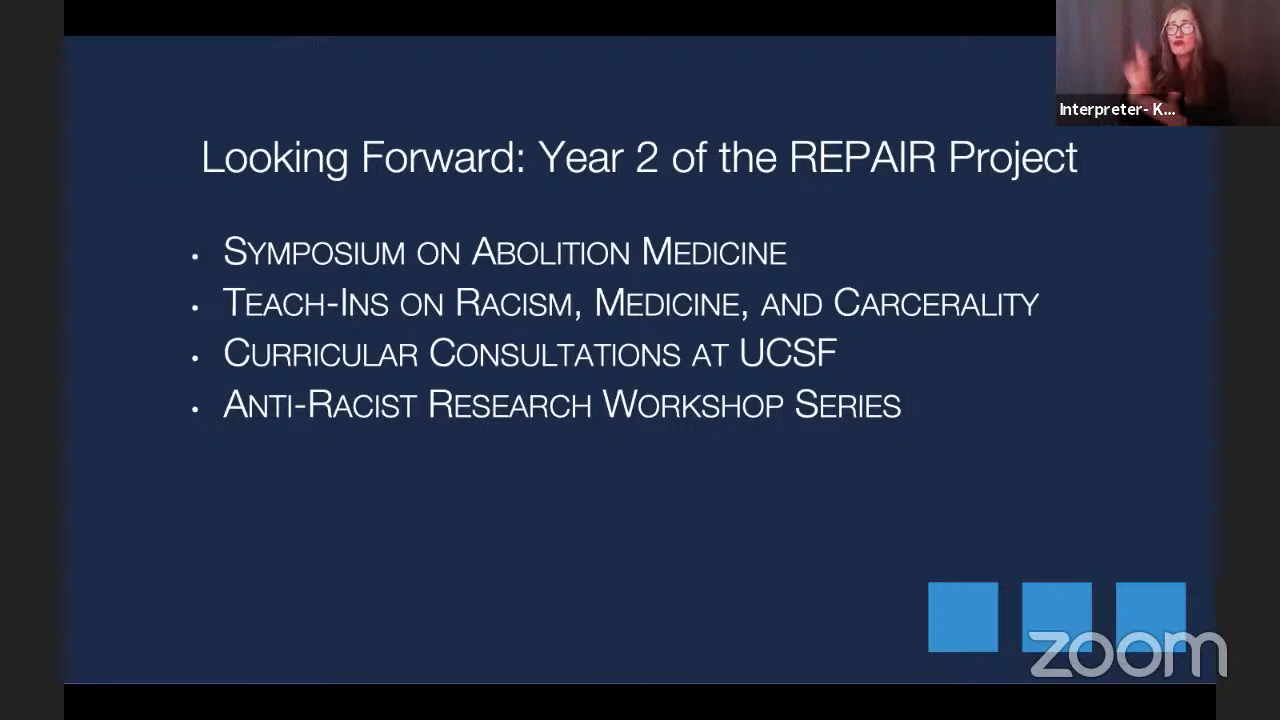 Interpreter- K...
Looking Forward: Year 2 of the REPAIR Project
• SYMPOSIUM ON ABOLITION MEDICINE
• TEACH-INS ON RACISM, MEDICINE, AND CARCERALITY
• CURRICULAR CONSULTATIONS AT UCSF
• ANTI-RACIST RESEARCH WORKSHOP SERIES
zoom